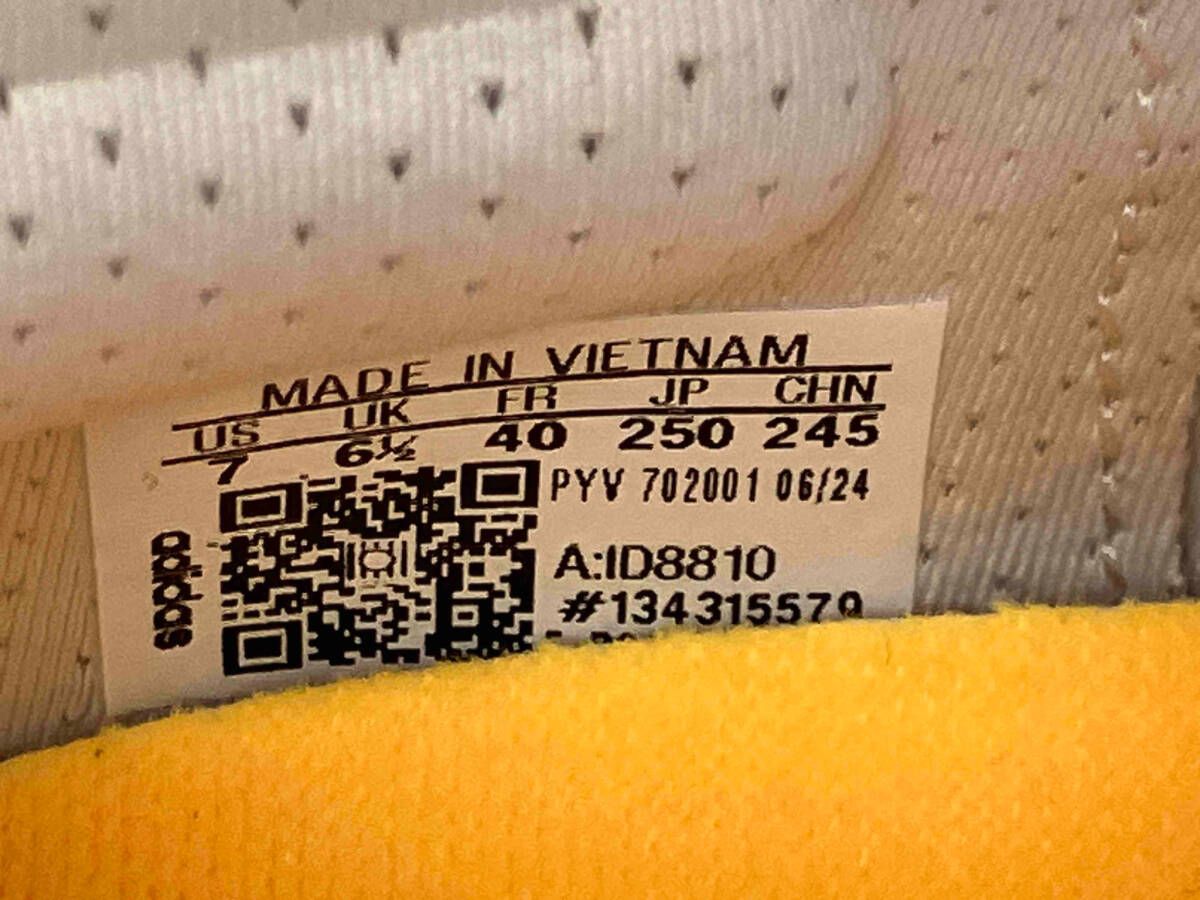 MADE IN VIETNAM
US UK FR JP CHN
7 6½ 40 250 245
PYV 702001 06/24
adidas
A:ID8810
#134315579